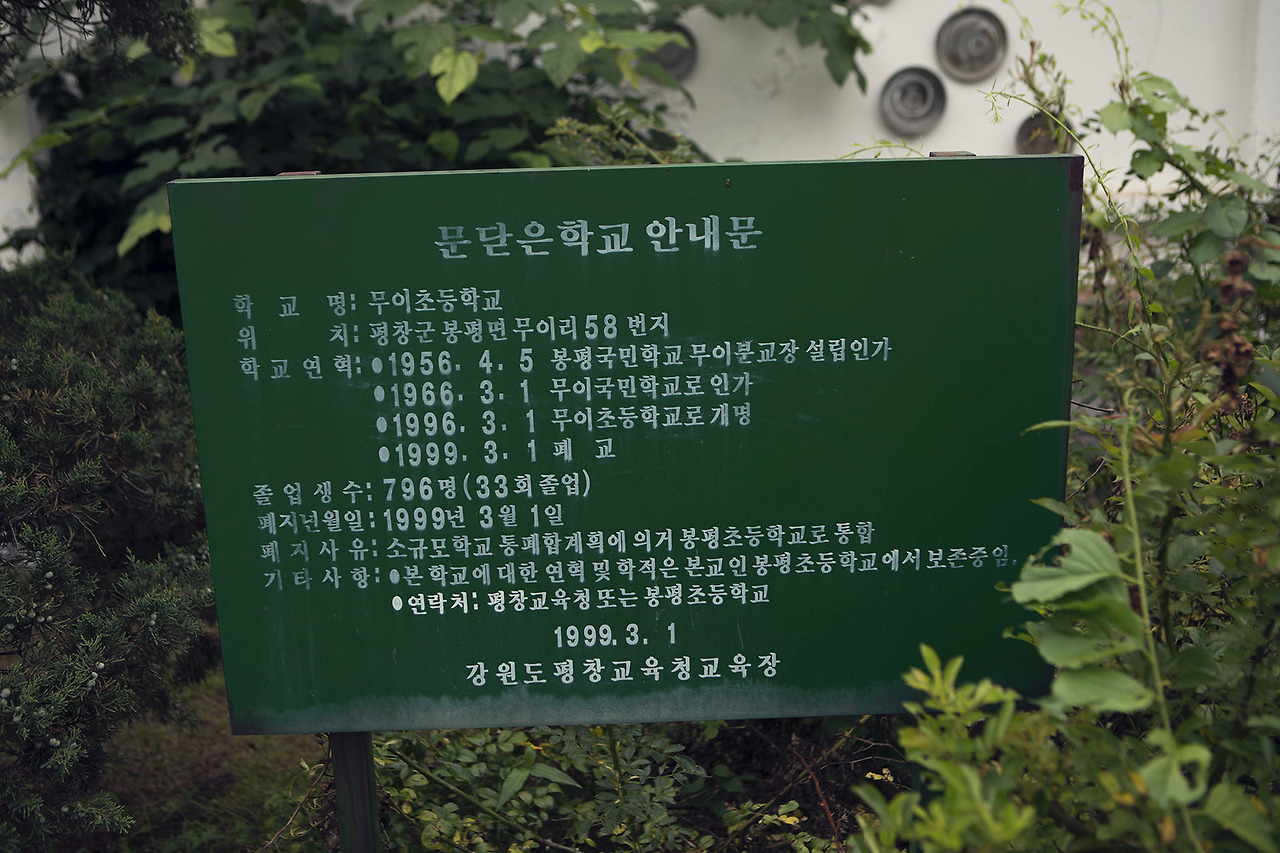 문닫은학교 안내문
학 교 명: 무이초등학교
위 치: 평창군 봉평면 무이리 58 번지
학교연혁: ●1956. 4. 5 봉평국민학교 무이분교장 설립인가
●1966. 3. 1 무이국민학교로 인가
●1996. 3. 1 무이초등학교로 개명
●1999. 3. 1 폐 교
졸업생수: 796명(33회 졸업)
폐지년월일: 1999년 3월 1일
폐지사유: 소규모학교 통폐합계획에 의거 봉평초등학교로 통합
기타사항: ●본학교에 대한 연혁 및 학적은 본교인 봉평초등학교에서 보존중임.
●연락처: 평창교육청 또는 봉평초등학교
1999. 3. 1
강원도평창교육청교육장